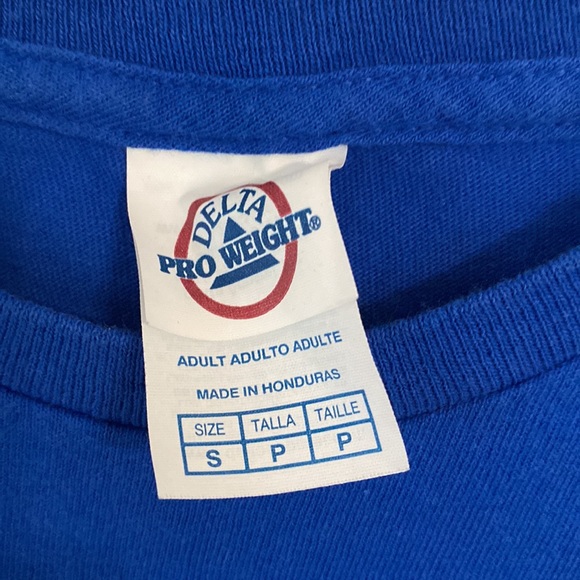 DELTA
PRO WEIGHT®
ADULT ADULTO ADULTE
MADE IN HONDURAS
SIZE TALLA TAILLE
S P P